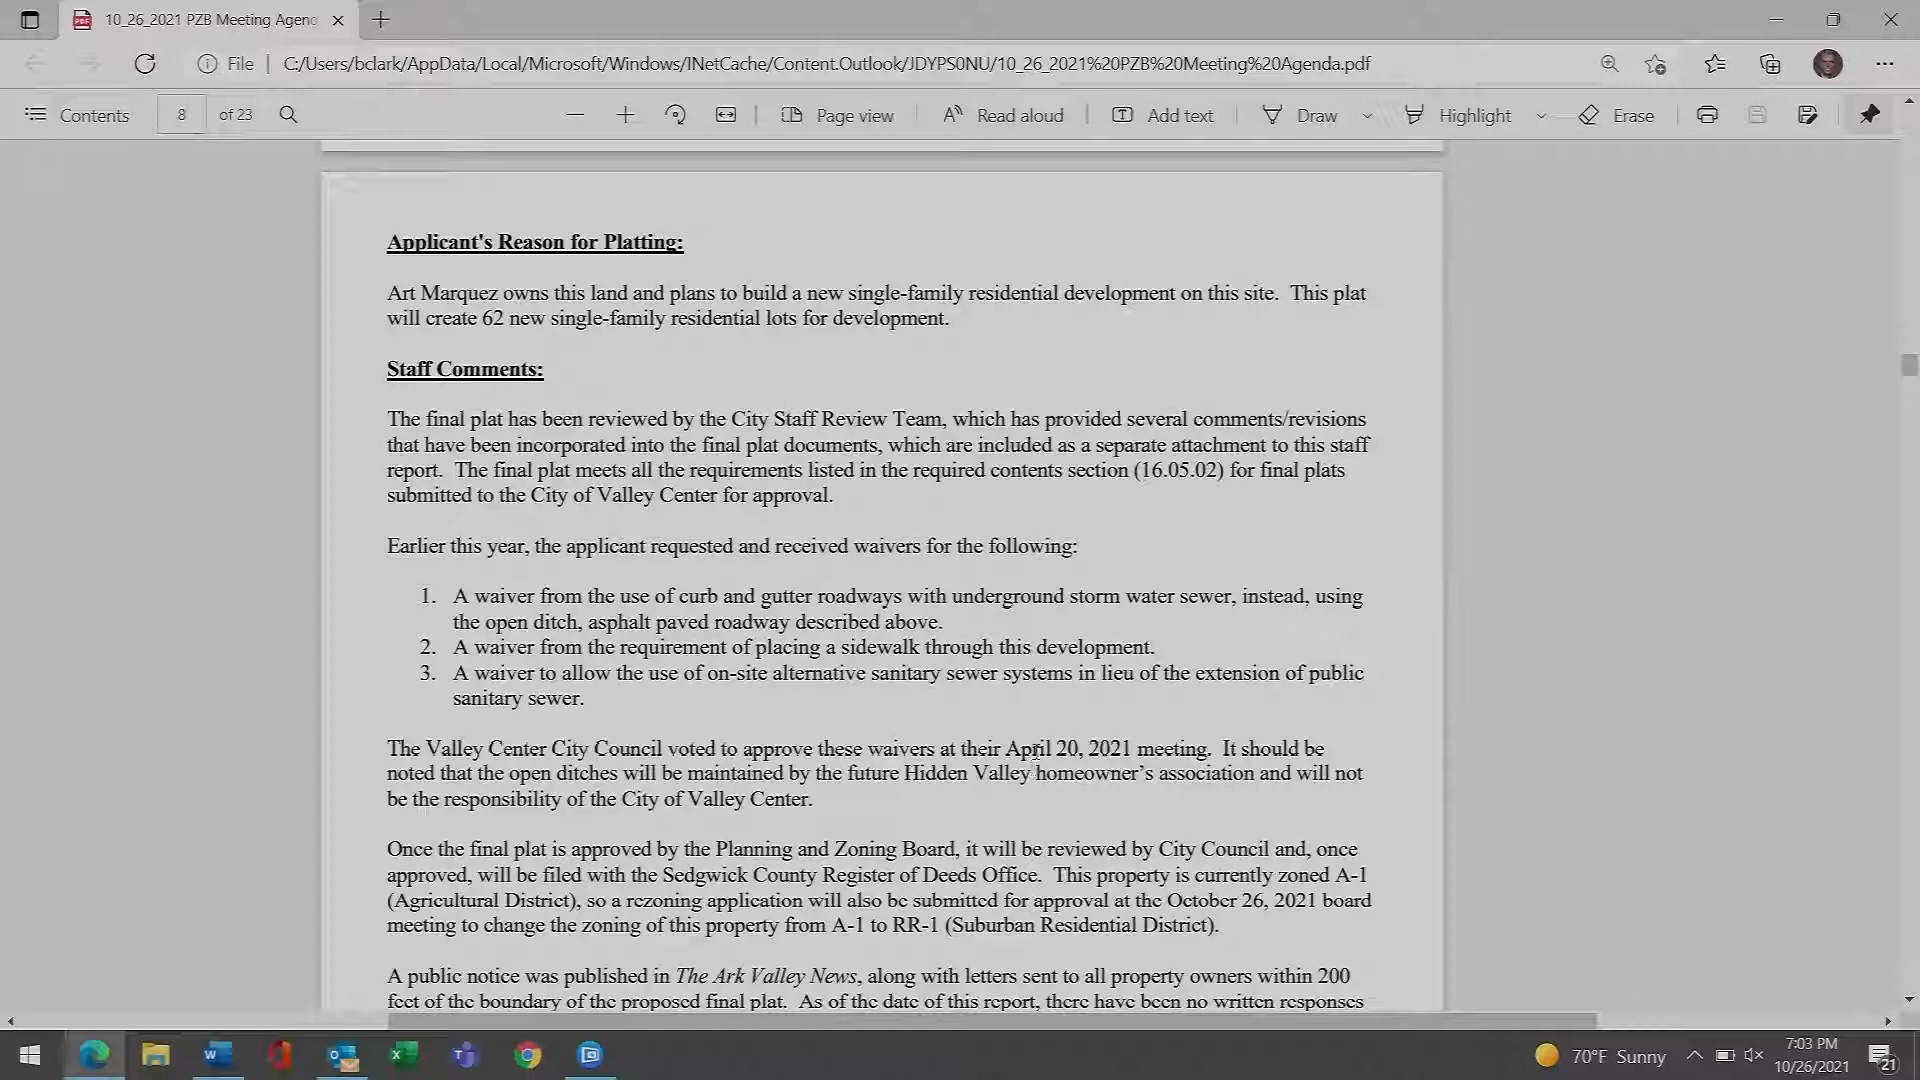 10_26_2021 PZB Meeting Agend
File
C:/Users/bclark/AppData/Local/Microsoft/Windows/INetCache/Content.Outlook/JDYPS0NU/10_26_2021%20PZB%20Meeting%20Agenda.pdf
Contents 8 of 23 Page view Read aloud Add text Draw Highlight Erase
Applicant's Reason for Platting:
Art Marquez owns this land and plans to build a new single-family residential development on this site. This plat
will create 62 new single-family residential lots for development.
Staff Comments:
The final plat has been reviewed by the City Staff Review Team, which has provided several comments/revisions
that have been incorporated into the final plat documents, which are included as a separate attachment to this staff
report. The final plat meets all the requirements listed in the required contents section (16.05.02) for final plats
submitted to the City of Valley Center for approval.
Earlier this year, the applicant requested and received waivers for the following:
1. A waiver from the use of curb and gutter roadways with underground storm water sewer, instead, using
the open ditch, asphalt paved roadway described above.
2. A waiver from the requirement of placing a sidewalk through this development.
3. A waiver to allow the use of on-site alternative sanitary sewer systems in lieu of the extension of public
sanitary sewer.
The Valley Center City Council voted to approve these waivers at their April 20, 2021 meeting. It should be
noted that the open ditches will be maintained by the future Hidden Valley homeowner's association and will not
be the responsibility of the City of Valley Center.
Once the final plat is approved by the Planning and Zoning Board, it will be reviewed by City Council and, once
approved, will be filed with the Sedgwick County Register of Deeds Office. This property is currently zoned A-1
(Agricultural District), so a rezoning application will also be submitted for approval at the October 26, 2021 board
meeting to change the zoning of this property from A-1 to RR-1 (Suburban Residential District).
A public notice was published in The Ark Valley News, along with letters sent to all property owners within 200
feet of the boundary of the proposed final plat. As of the date of this report, there have been no written responses
70°F Sunny
7:03 PM
10/26/2021
21